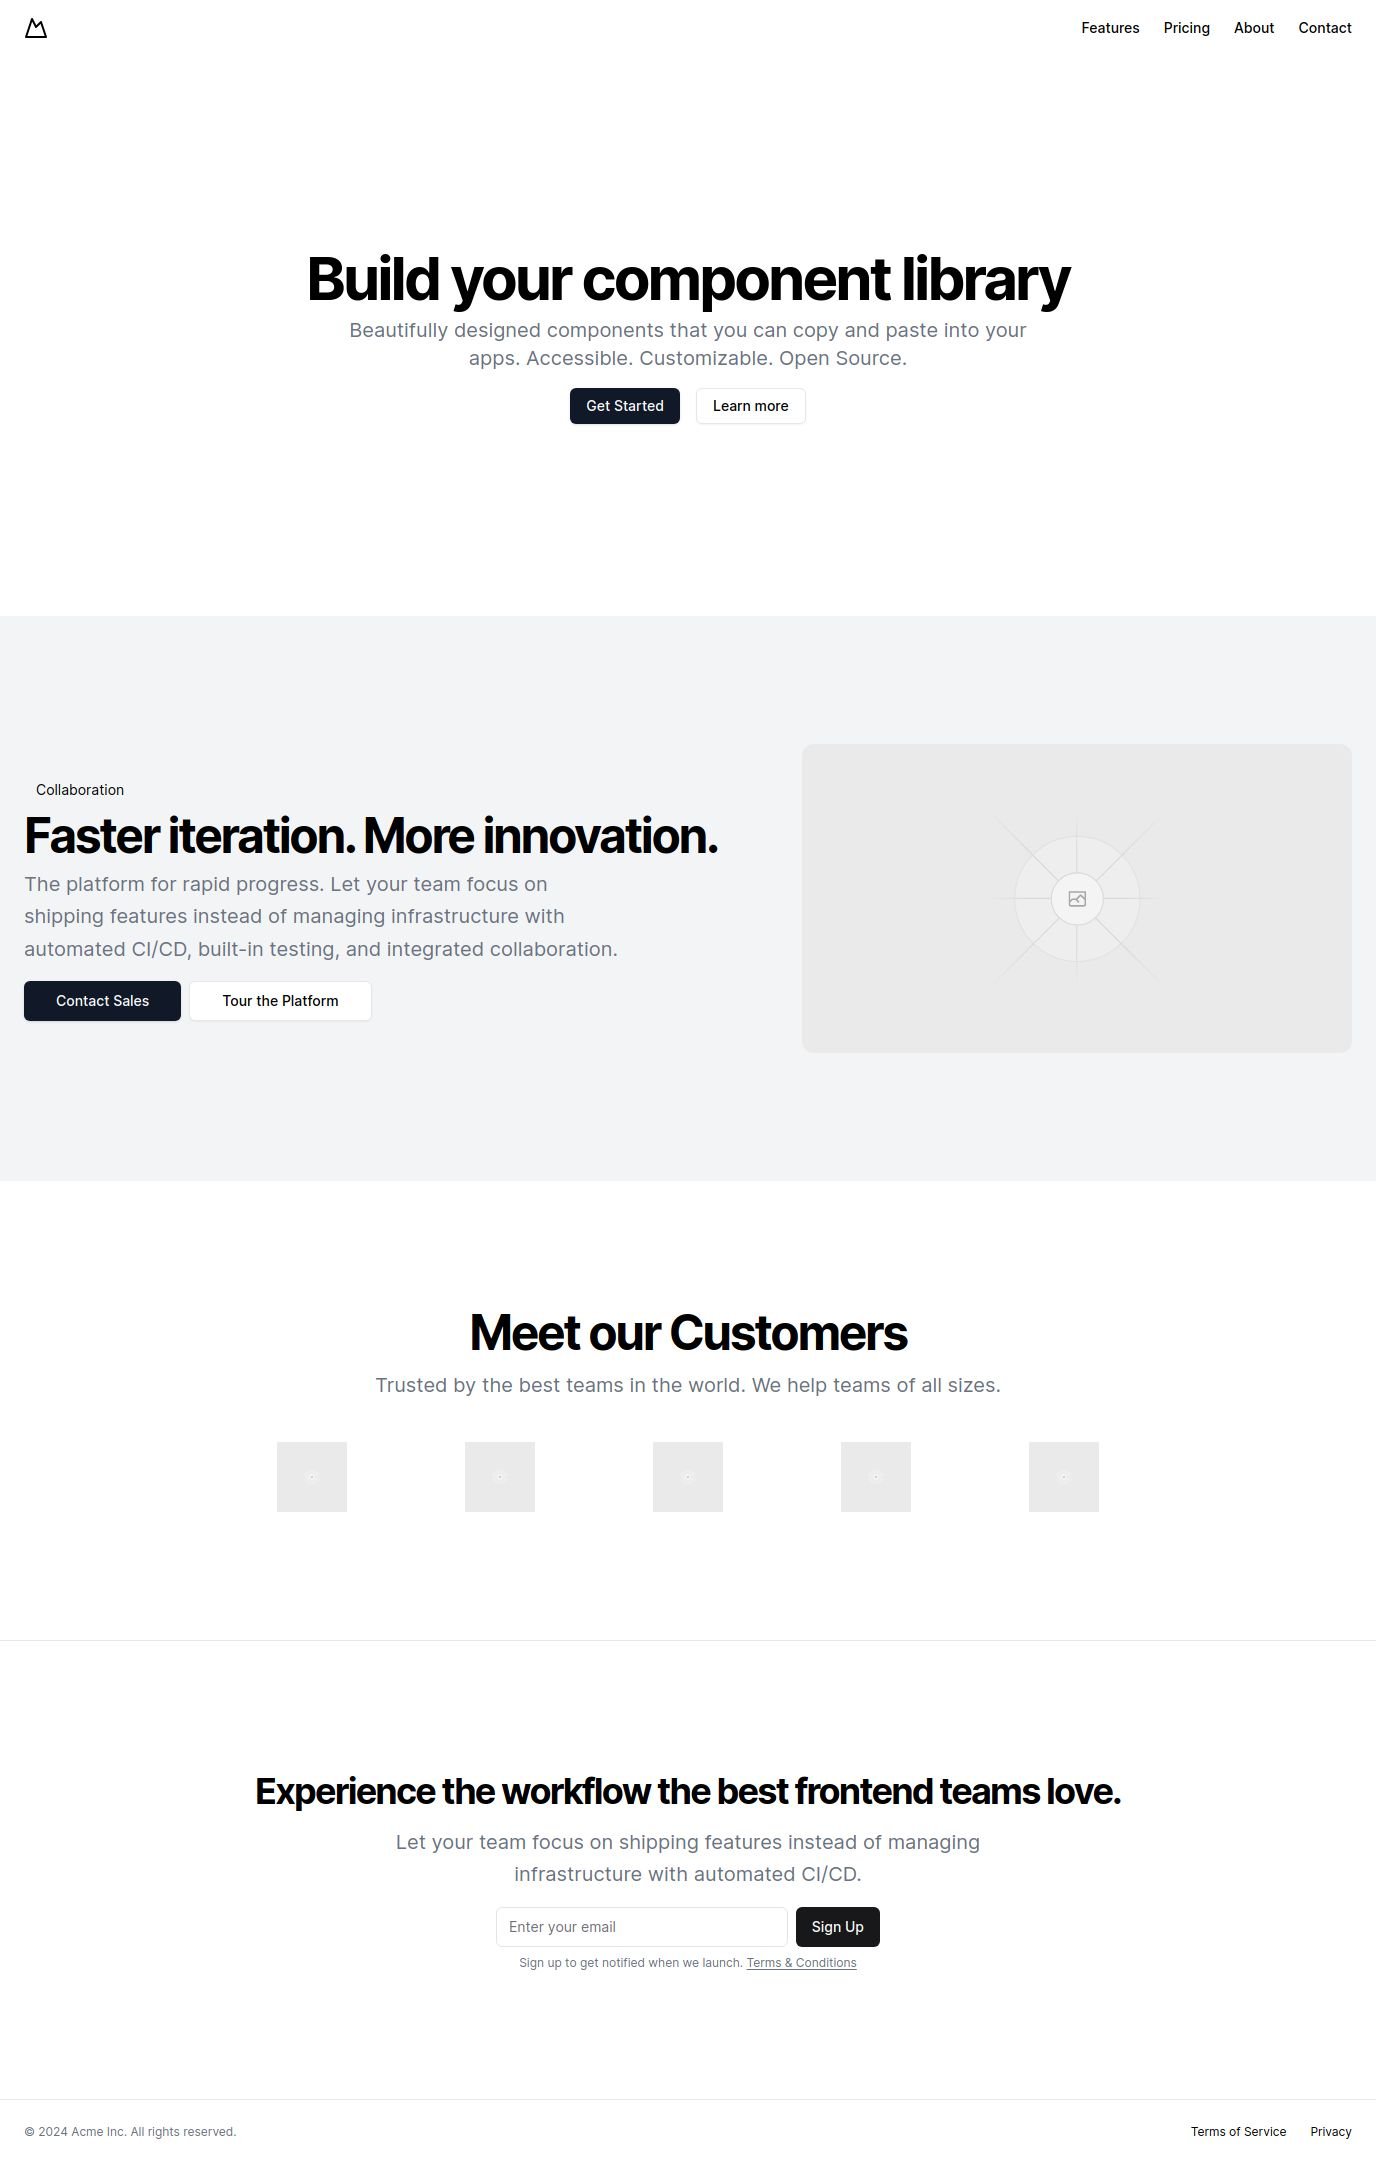 Features Pricing About Contact
Build your component library
Beautifully designed components that you can copy and paste into your
apps. Accessible. Customizable. Open Source.
Get Started Learn more
Collaboration
Faster iteration. More innovation.
The platform for rapid progress. Let your team focus on
shipping features instead of managing infrastructure with
automated CI/CD, built-in testing, and integrated collaboration.
Contact Sales Tour the Platform
Meet our Customers
Trusted by the best teams in the world. We help teams of all sizes.
Experience the workflow the best frontend teams love.
Let your team focus on shipping features instead of managing
infrastructure with automated CI/CD.
Enter your email Sign Up
Sign up to get notified when we launch. Terms & Conditions
© 2024 Acme Inc. All rights reserved. Terms of Service Privacy